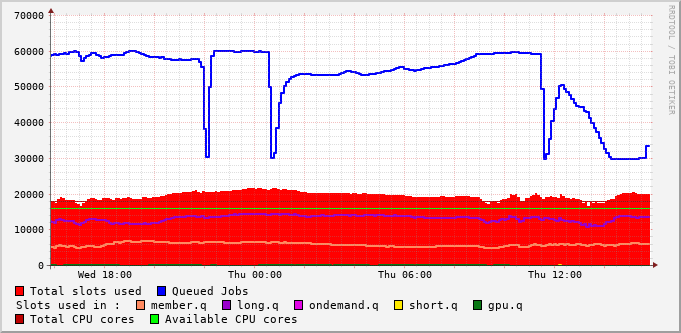 70000
60000
50000
40000
30000
20000
10000
0
Wed 18:00 Thu 00:00 Thu 06:00 Thu 12:00
Total slots used Queued Jobs
Slots used in : member.q long.q ondemand.q short.q gpu.q
Total CPU cores Available CPU cores
RRDTOOL / TOBI OETIKER